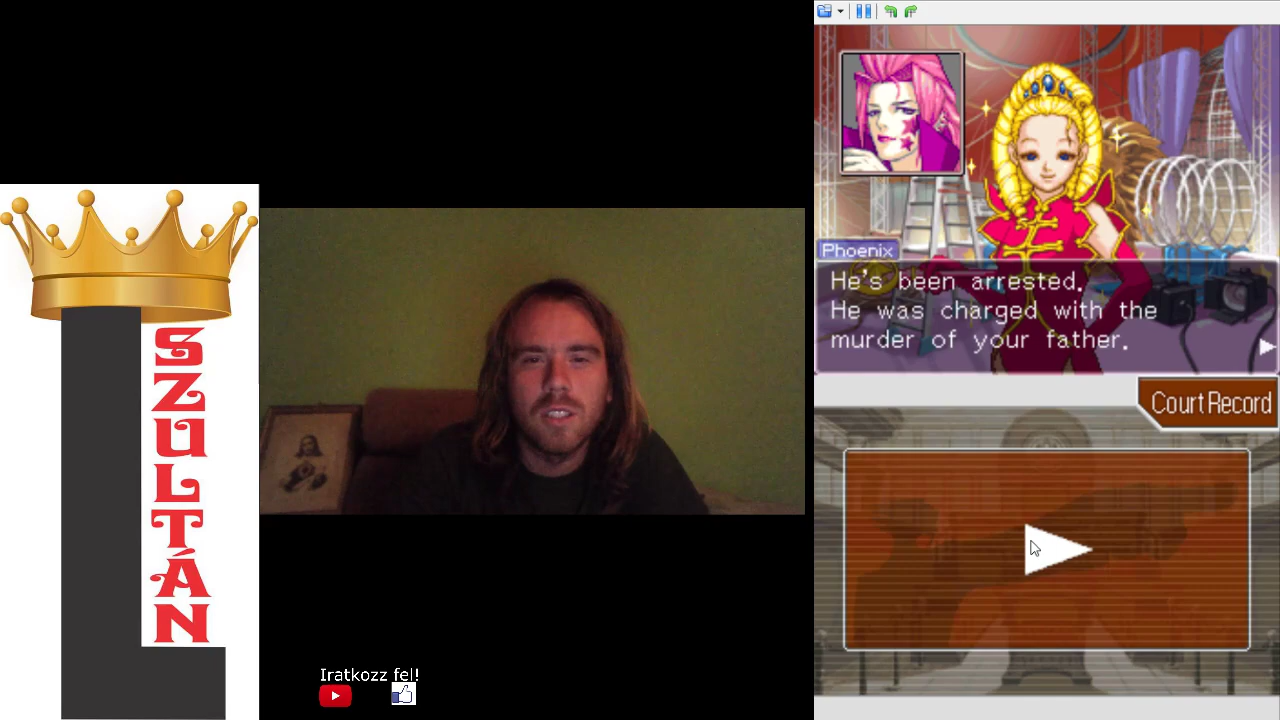 L
SZULTÁN
Iratkozz fel!
Phoenix
He's been arrested.
He was charged with the
murder of your father.
Court Record